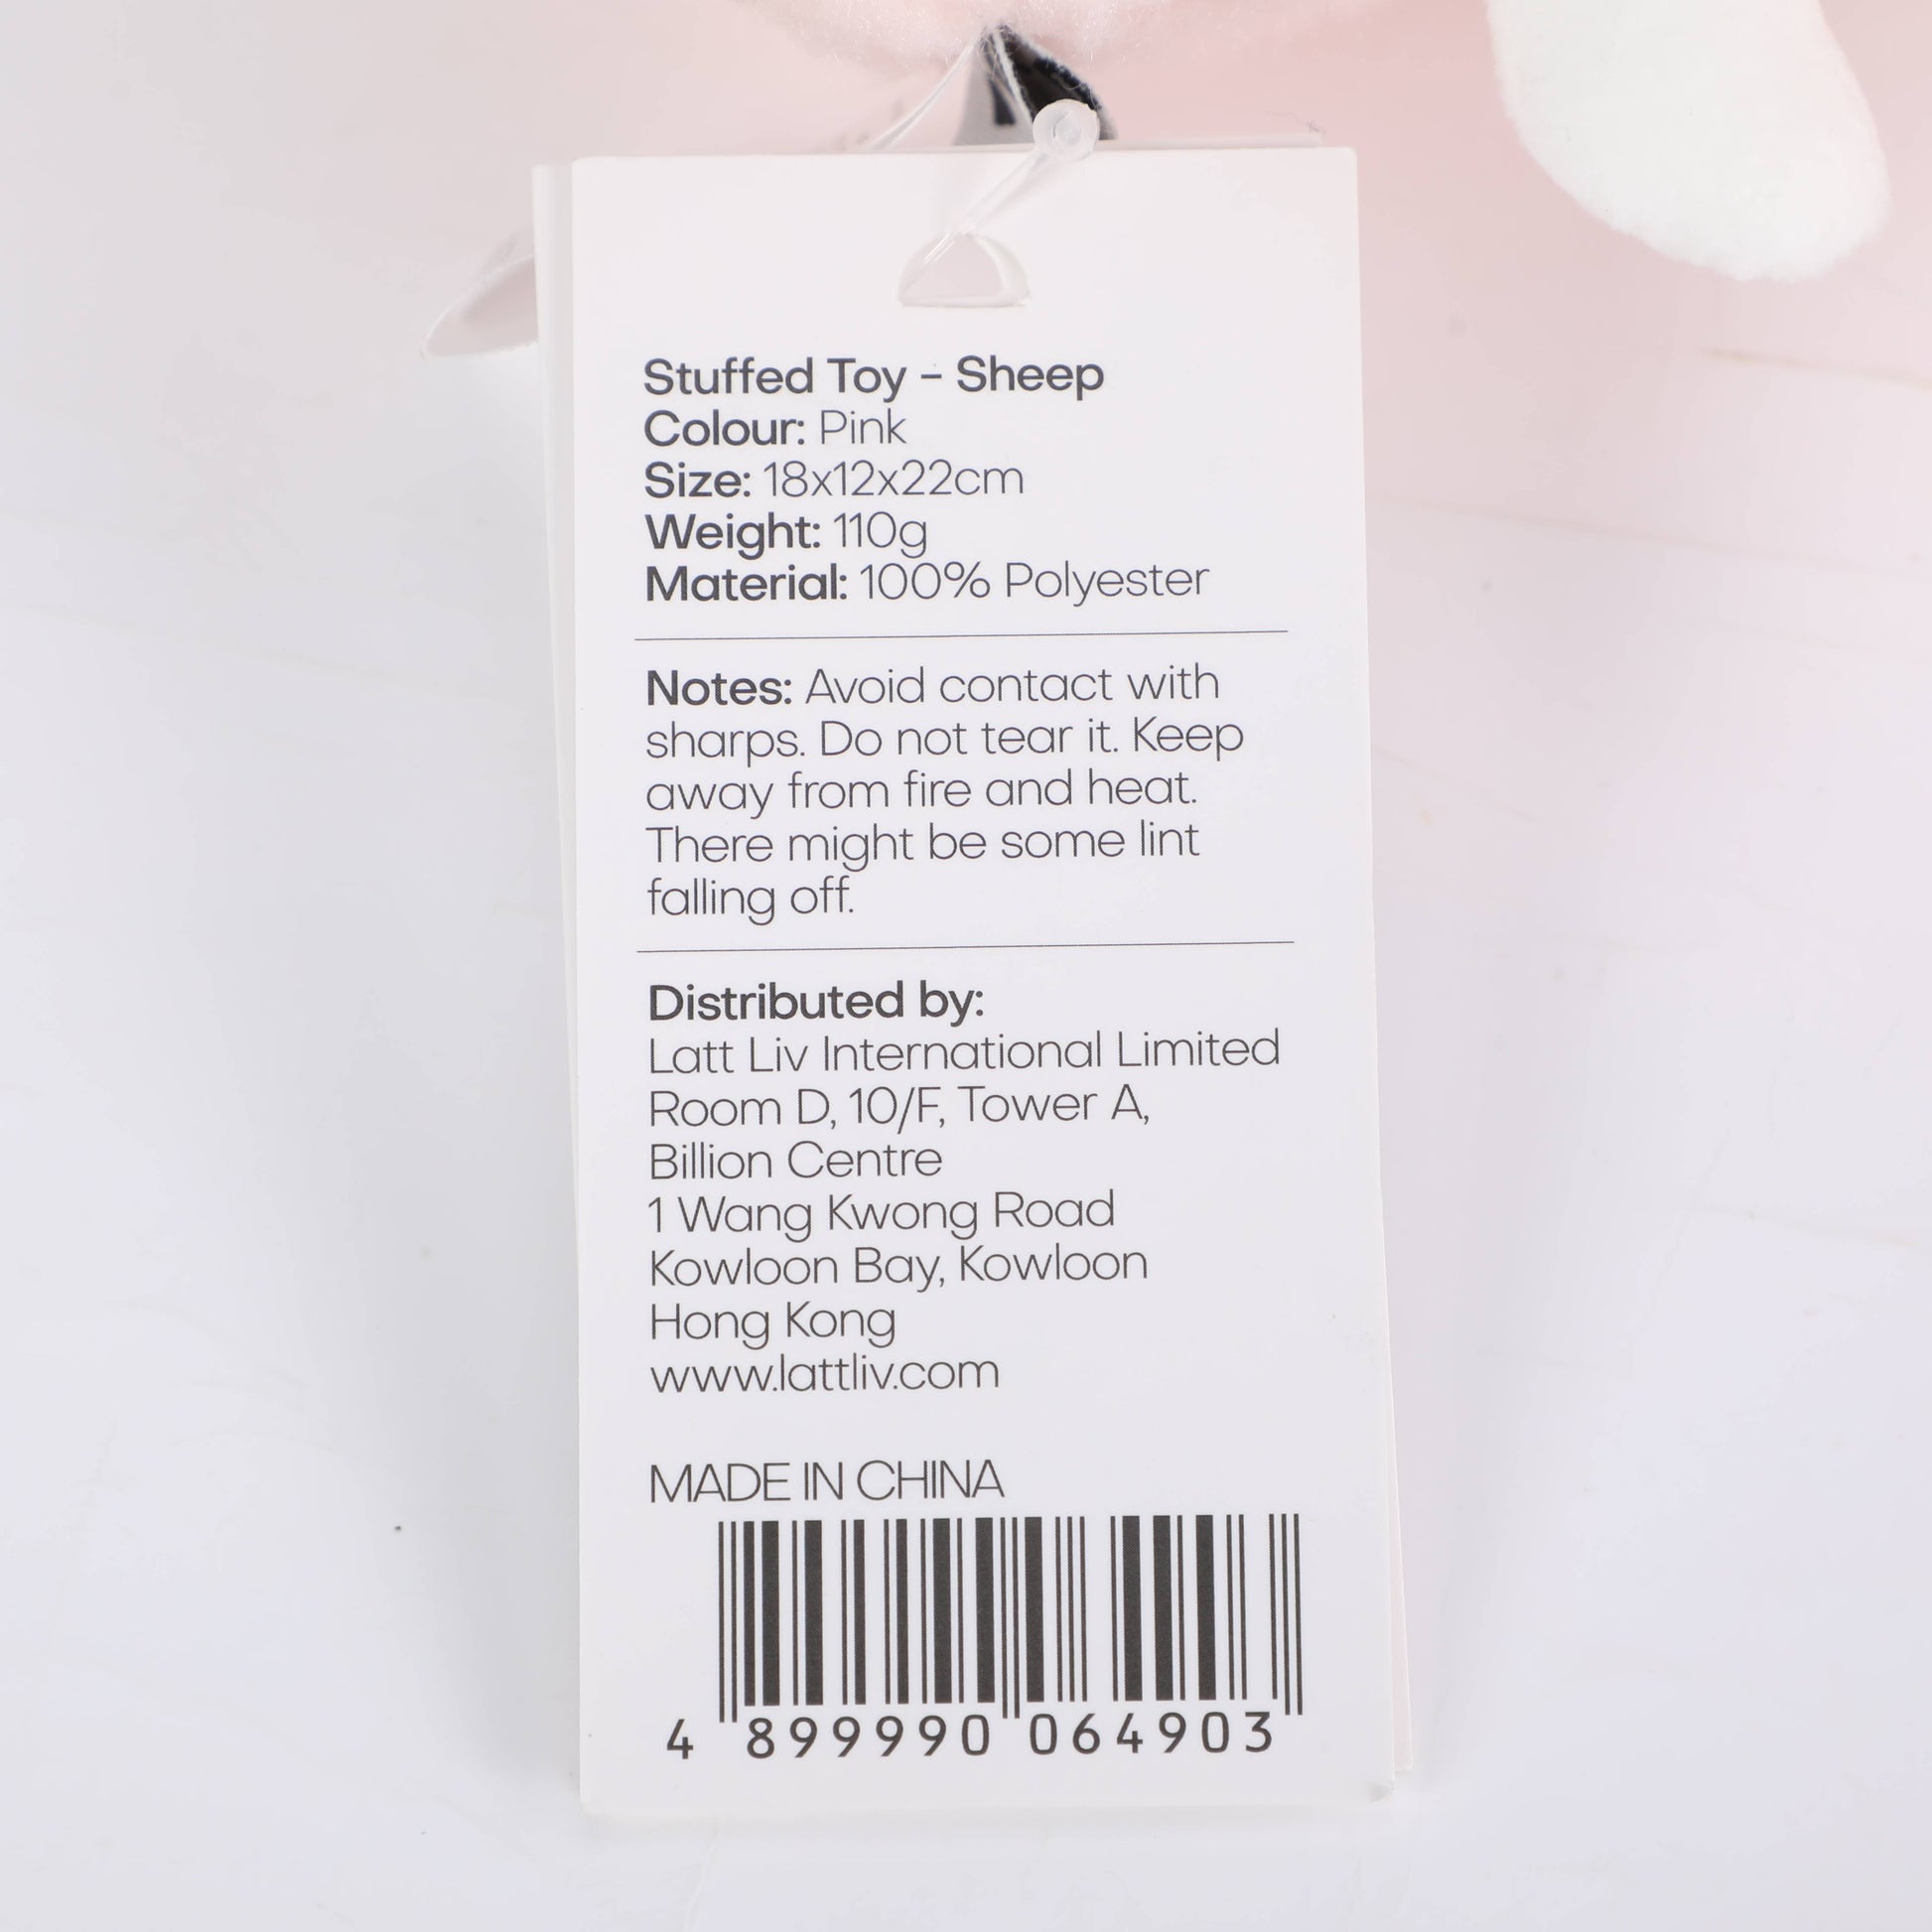 Stuffed Toy – Sheep
Colour: Pink
Size: 18x12x22cm
Weight: 110g
Material: 100% Polyester
Notes: Avoid contact with
sharps. Do not tear it. Keep
away from fire and heat.
There might be some lint
falling off.
Distributed by:
Latt Liv International Limited
Room D, 10/F, Tower A,
Billion Centre
1 Wang Kwong Road
Kowloon Bay, Kowloon
Hong Kong
www.lattliv.com
MADE IN CHINA
4 899990 064903